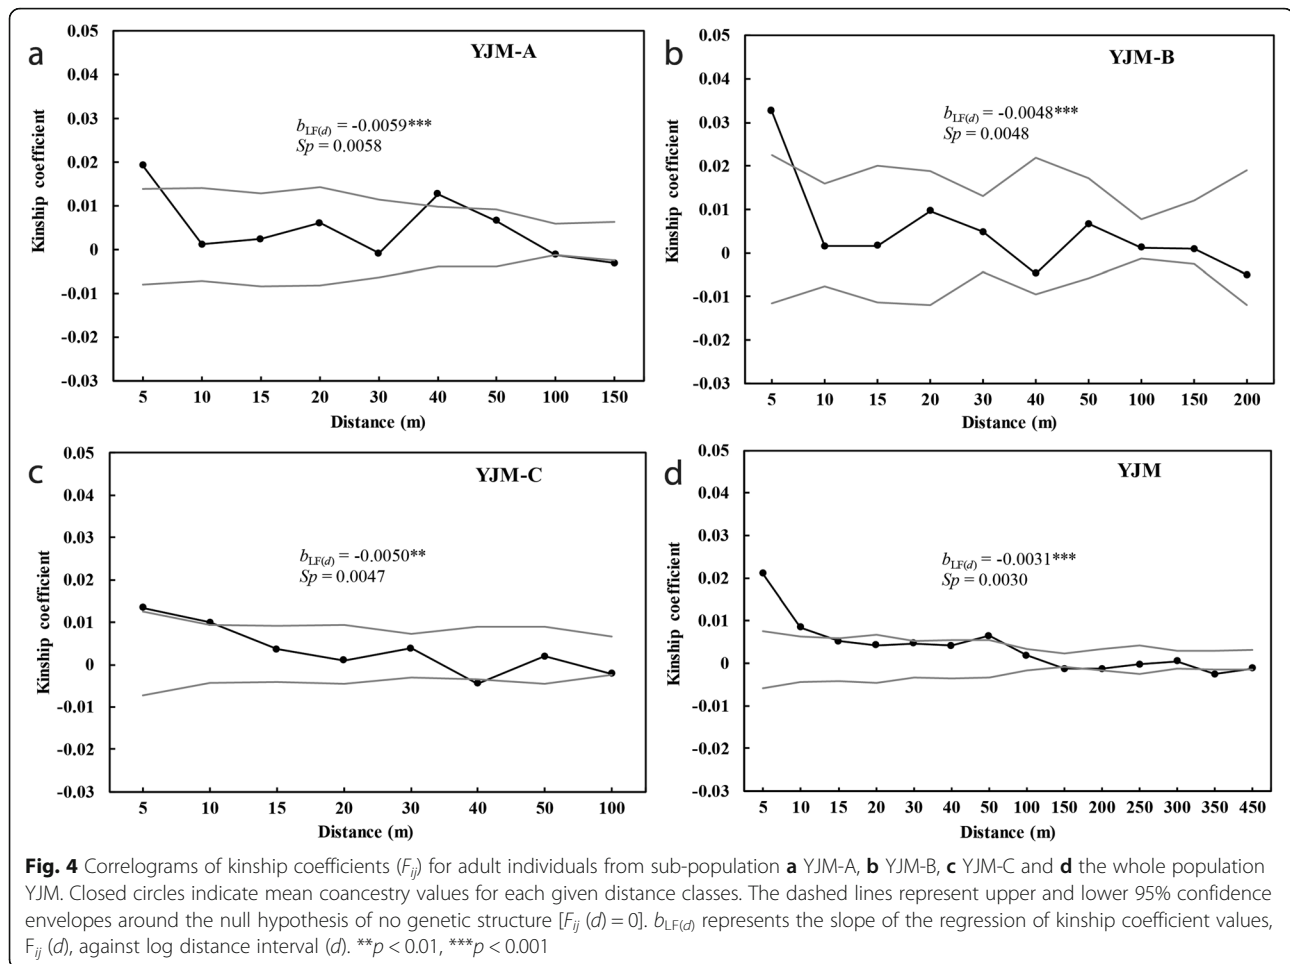 a
YJM-A
b_LF(d) = -0.0059***
Sp = 0.0058
Kinship coefficient
0.05
0.04
0.03
0.02
0.01
0
-0.01
-0.02
-0.03
5 10 15 20 30 40 50 100 150
Distance (m)
b
YJM-B
b_LF(d) = -0.0048***
Sp = 0.0048
Kinship coefficient
0.05
0.04
0.03
0.02
0.01
0
-0.01
-0.02
-0.03
5 10 15 20 30 40 50 100 150 200
Distance (m)
c
YJM-C
b_LF(d) = -0.0050**
Sp = 0.0047
Kinship coefficient
0.05
0.04
0.03
0.02
0.01
0
-0.01
-0.02
-0.03
5 10 15 20 30 40 50 100
Distance (m)
d
YJM
b_LF(d) = -0.0031***
Sp = 0.0030
Kinship coefficient
0.05
0.04
0.03
0.02
0.01
0
-0.01
-0.02
-0.03
5 10 15 20 30 40 50 100 150 200 250 300 350 450
Distance (m)
Fig. 4 Correlograms of kinship coefficients (F_ij) for adult individuals from sub-population a YJM-A, b YJM-B, c YJM-C and d the whole population
YJM. Closed circles indicate mean coancestry values for each given distance classes. The dashed lines represent upper and lower 95% confidence
envelopes around the null hypothesis of no genetic structure [F_ij (d) = 0]. b_LF(d) represents the slope of the regression of kinship coefficient values,
F_ij (d), against log distance interval (d). **p < 0.01, ***p < 0.001